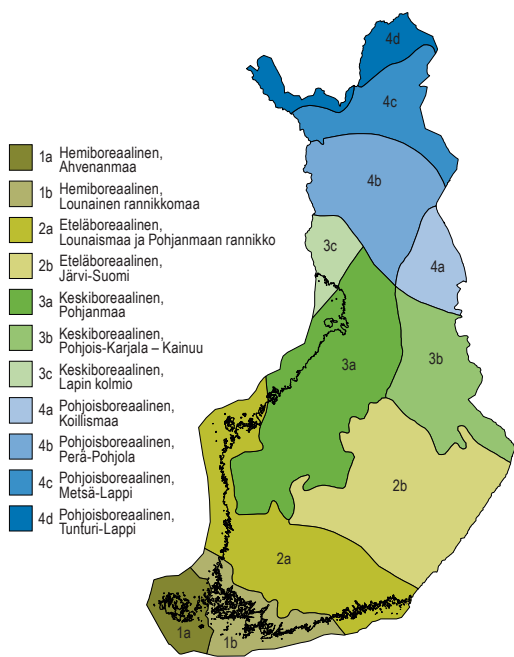 1a Hemiboreaalinen,
Ahvenanmaa
1b Hemiboreaalinen,
Lounainen rannikkomaa
2a Eteläboreaalinen,
Lounaismaa ja Pohjanmaan rannikko
2b Eteläboreaalinen,
Järvi-Suomi
3a Keskiboreaalinen,
Pohjanmaa
3b Keskiboreaalinen,
Pohjois-Karjala – Kainuu
3c Keskiboreaalinen,
Lapin kolmio
4a Pohjoisboreaalinen,
Koillismaa
4b Pohjoisboreaalinen,
Perä-Pohjola
4c Pohjoisboreaalinen,
Metsä-Lappi
4d Pohjoisboreaalinen,
Tunturi-Lappi
4d
4c
4b
3c
4a
3a
3b
2b
2a
1a
1b